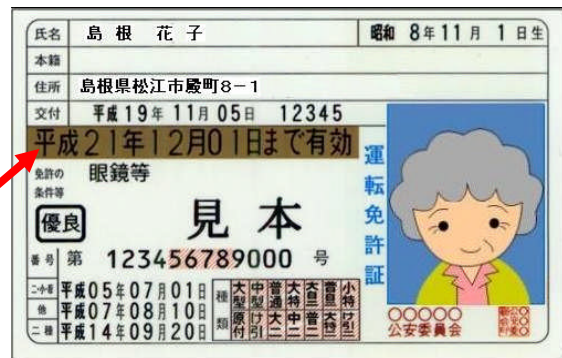 氏名 島根 花子 昭和 8年11月 1日生
本籍
住所 島根県松江市殿町8-1
交付 平成19年11月05日 12345
平成21年12月01日まで有効
免許の条件等 眼鏡等
優良
見本
番号 第 123456789000 号
二・小・原 平成05年07月01日
他 平成07年08月10日
二種 平成14年09月20日
種類
大型 中型 普通 大特 大自二 普自二 小特
原付 け引 大二 中二 普二 大特二 け引二
運転免許証
○○○○○
公安委員会